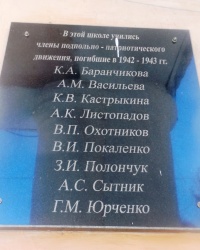 В этой школе учились
члены подпольно - патриотического
движения, погибшие в 1942 - 1943 гг.
К.А. Баранчикова
А.М. Васильева
К.В. Кастрыкина
А.К. Листопадов
В.П. Охотников
В.И. Покаленко
З.И. Полончук
А.С. Сытник
Г.М. Юрченко